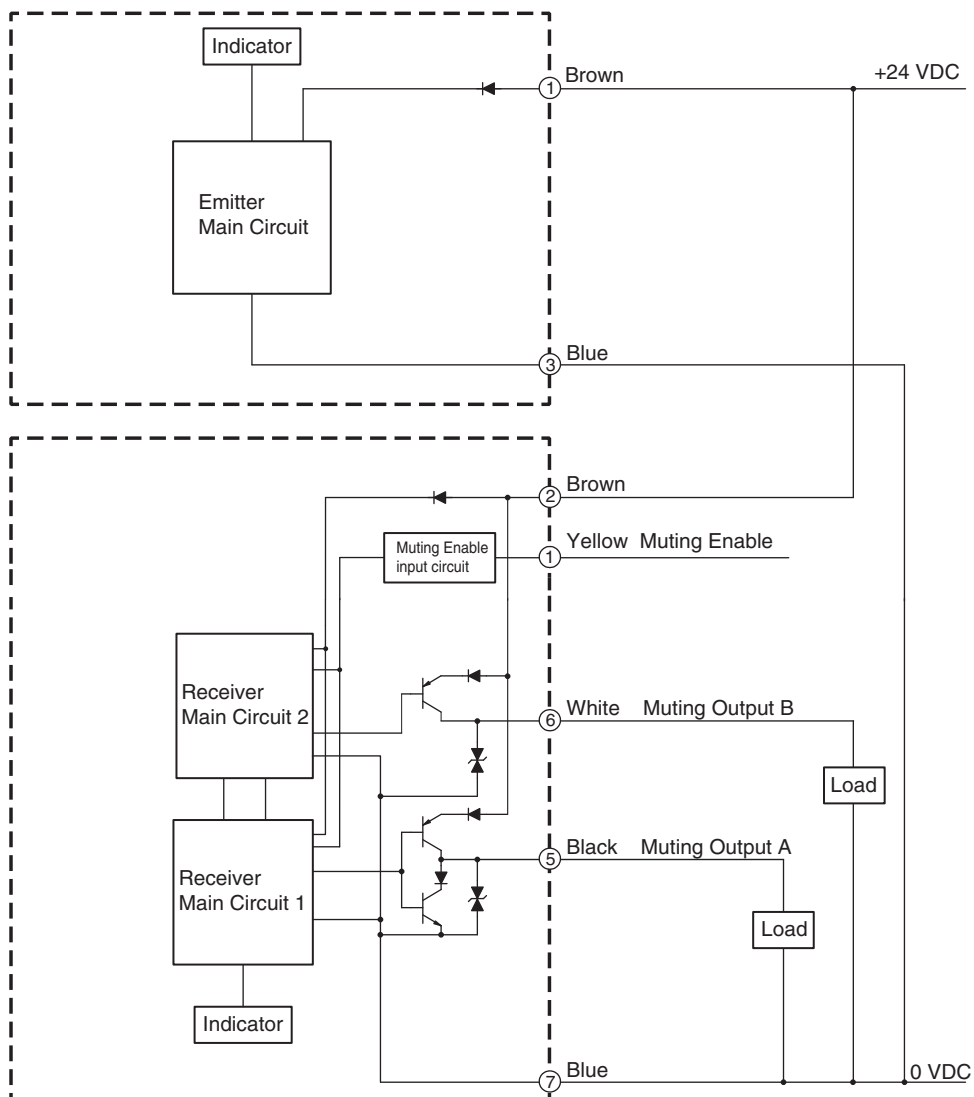 Indicator
1 Brown +24 VDC
Emitter
Main Circuit
3 Blue
2 Brown
Muting Enable
input circuit
1 Yellow Muting Enable
Receiver
Main Circuit 2
6 White Muting Output B
Load
5 Black Muting Output A
Receiver
Main Circuit 1
Load
Indicator
7 Blue 0 VDC